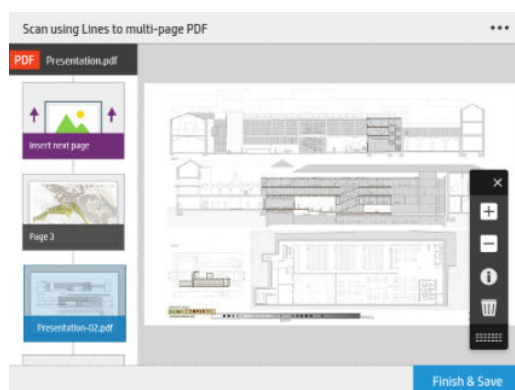 Scan using Lines to multi-page PDF
PDF Presentation.pdf
Insert next page
Page 3
Presentation-02.pdf
Finish & Save